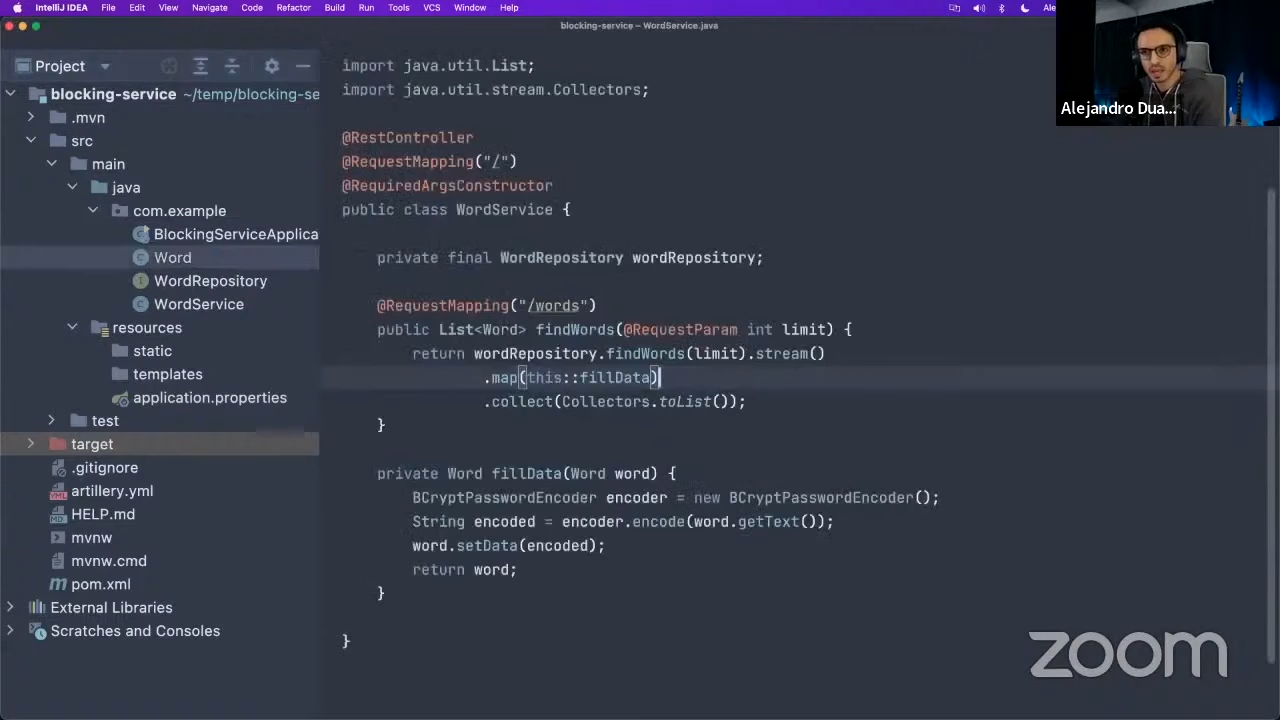 IntelliJ IDEA File Edit View Navigate Code Refactor Build Run Tools VCS Window Help Ale
blocking-service – WordService.java
Project
blocking-service ~/temp/blocking-se
.mvn
src
main
java
com.example
BlockingServiceApplica
Word
WordRepository
WordService
resources
static
templates
application.properties
test
target
.gitignore
artillery.yml
HELP.md
mvnw
mvnw.cmd
pom.xml
External Libraries
Scratches and Consoles
import java.util.List;
import java.util.stream.Collectors;
@RestController
@RequestMapping("/")
@RequiredArgsConstructor
public class WordService {
private final WordRepository wordRepository;
@RequestMapping("/words")
public List<Word> findWords(@RequestParam int limit) {
return wordRepository.findWords(limit).stream()
.map(this::fillData)
.collect(Collectors.toList());
}
private Word fillData(Word word) {
BCryptPasswordEncoder encoder = new BCryptPasswordEncoder();
String encoded = encoder.encode(word.getText());
word.setData(encoded);
return word;
}
}
Alejandro Dua...
zoom